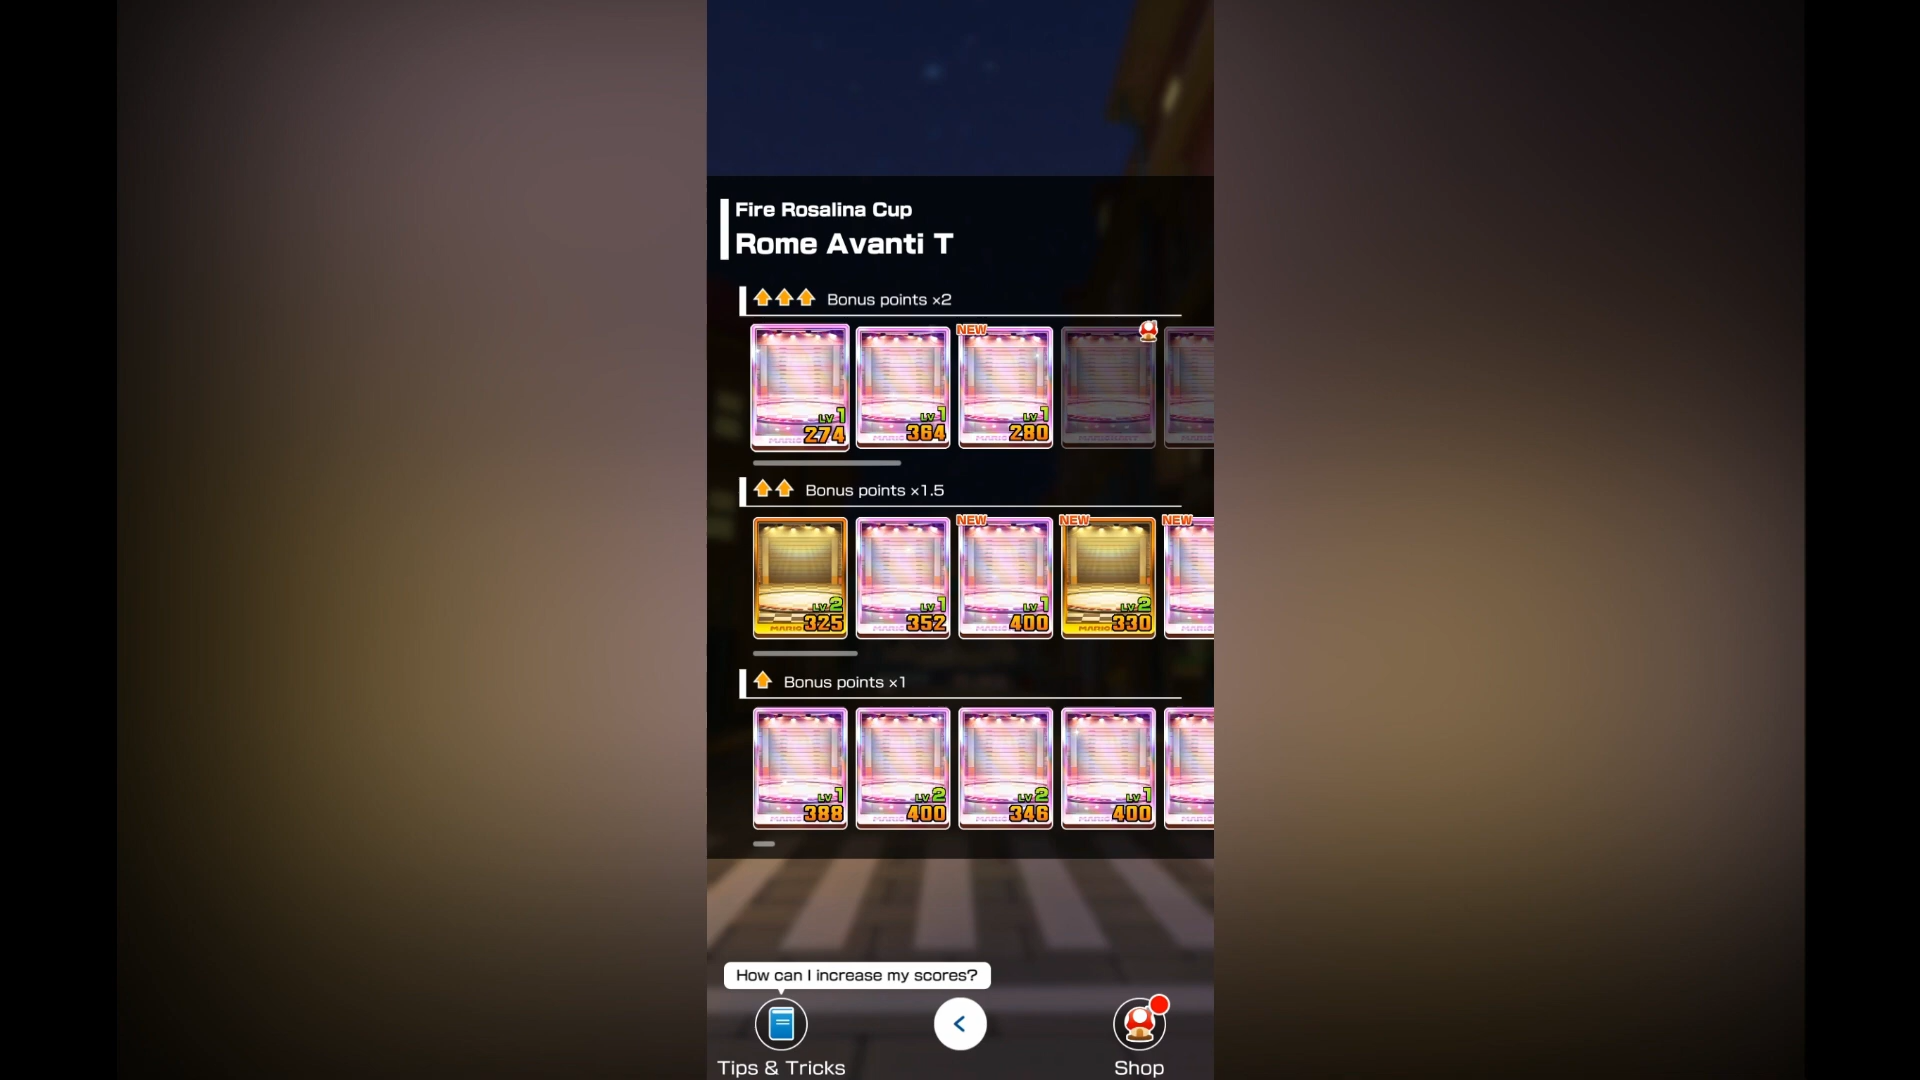 Fire Rosalina Cup
Rome Avanti T
Bonus points ×2
NEW
LV 1 LV 1 LV 1
274 364 280
Bonus points ×1.5
NEW NEW NEW
LV 2 LV 1 LV 1 LV 2
325 352 400 330
Bonus points ×1
LV 1 LV 2 LV 2 LV 1
388 400 346 400
How can I increase my scores?
Tips & Tricks
Shop